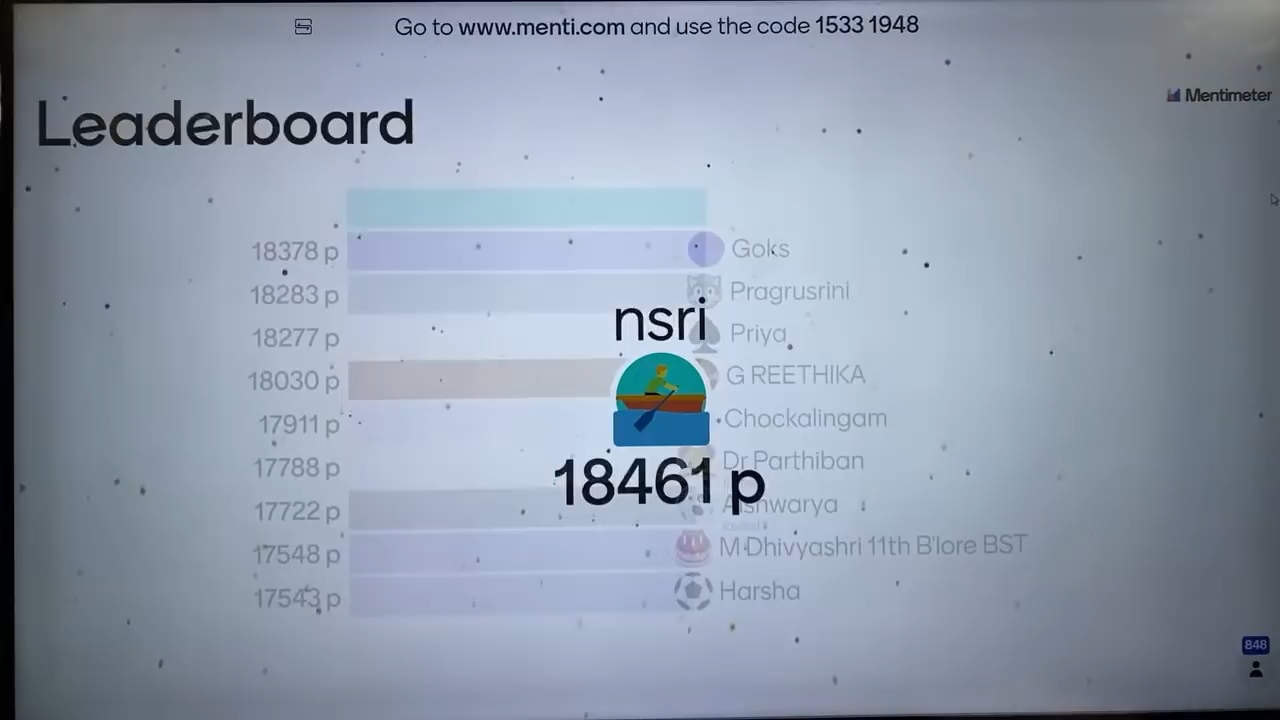 Go to www.menti.com and use the code 1533 1948
Mentimeter
Leaderboard
18378 p Goks
18283 p Pragrusrini
nsri
18277 p Priya
18030 p G REETHIKA
17911 p Chockalingam
17788 p Dr Parthiban
18461 p
17722 p Aishwarya
17548 p M Dhivyashri 11th B'lore BST
17543 p Harsha
848